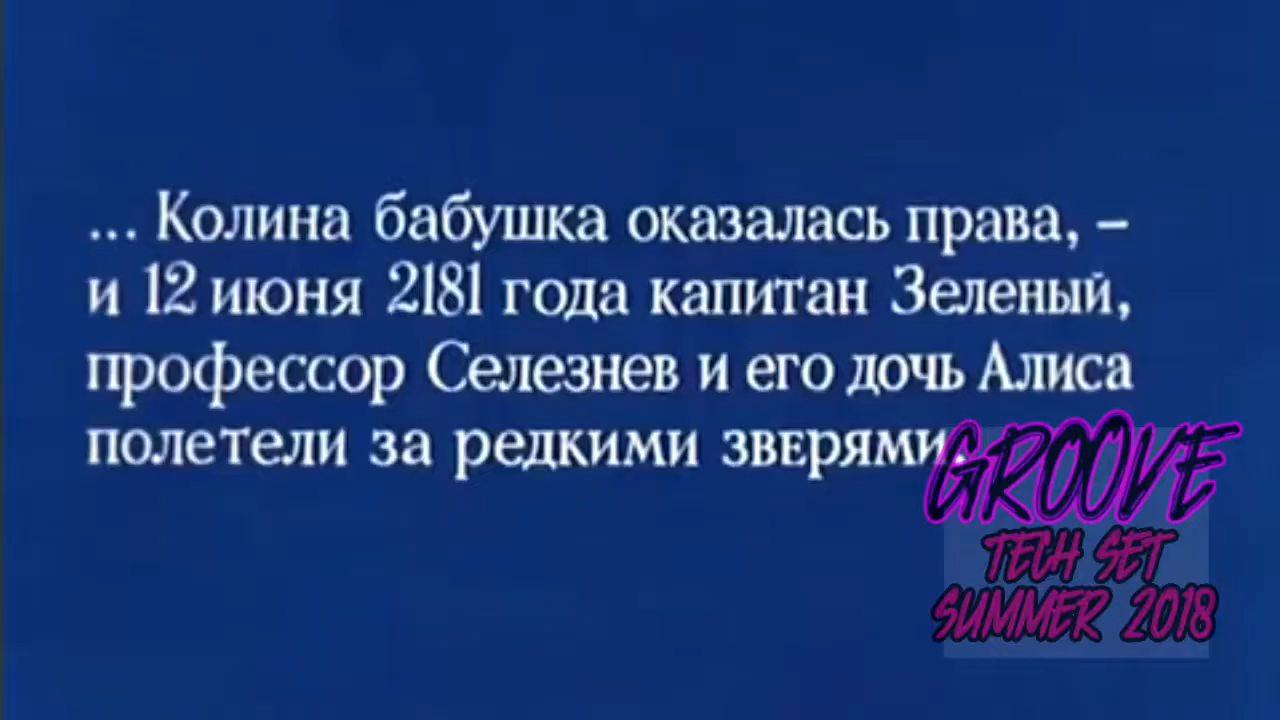 ... Колина бабушка оказалась права, –
и 12 июня 2181 года капитан Зеленый,
профессор Селезнев и его дочь Алиса
полетели за редкими зверями.
GROOVE
TECH SET
SUMMER 2018